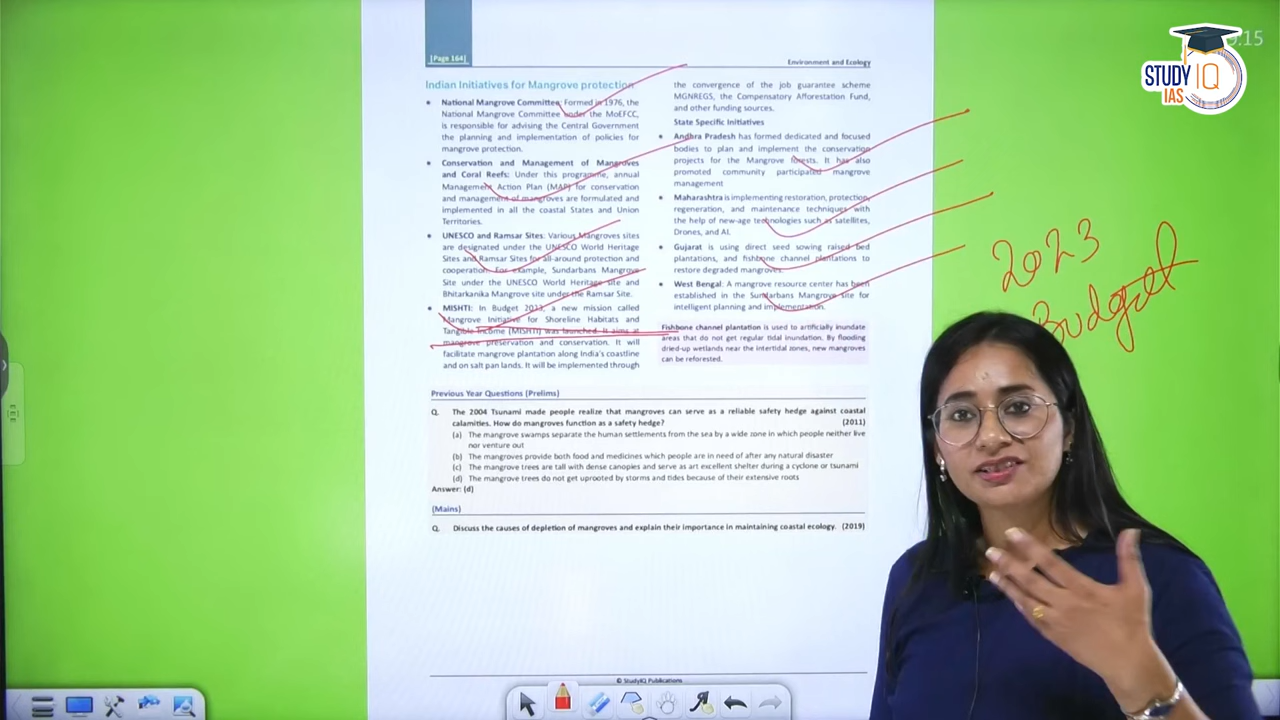 [Page 164]
Environment and Ecology
Indian Initiatives for Mangrove protection
• National Mangrove Committee: Formed in 1976, the
National Mangrove Committee under the MoEFCC,
is responsible for advising the Central Government
the planning and implementation of policies for
mangrove protection.
• Conservation and Management of Mangroves
and Coral Reefs: Under this programme, annual
Management Action Plan (MAP) for conservation
and management of mangroves are formulated and
implemented in all the coastal States and Union
Territories.
• UNESCO and Ramsar Sites: Various Mangroves sites
are designated under the UNESCO World Heritage
Sites and Ramsar Sites for all-around protection and
cooperation. For example, Sundarbans Mangrove
Site under the UNESCO World Heritage site and
Bhitarkanika Mangrove site under the Ramsar Site.
• MISHTI: In Budget 2023, a new mission called
Mangrove Initiative for Shoreline Habitats and
Tangible Income (MISHTI) was launched. It aims at
mangrove preservation and conservation. It will
facilitate mangrove plantation along India's coastline
and on salt pan lands. It will be implemented through
the convergence of the job guarantee scheme
MGNREGS, the Compensatory Afforestation Fund,
and other funding sources.
State Specific Initiatives
• Andhra Pradesh has formed dedicated and focused
bodies to plan and implement the conservation
projects for the Mangrove forests. It has also
promoted community participated mangrove
management
• Maharashtra is implementing restoration, protection,
regeneration, and maintenance techniques with
the help of new-age technologies such as satellites,
Drones, and AI.
• Gujarat is using direct seed sowing raised bed
plantations, and fishbone channel plantations to
restore degraded mangroves.
• West Bengal: A mangrove resource center has been
established in the Sundarbans Mangrove site for
intelligent planning and implementation.
Fishbone channel plantation is used to artificially inundate
areas that do not get regular tidal inundation. By flooding
dried-up wetlands near the intertidal zones, new mangroves
can be reforested.
Previous Year Questions (Prelims)
Q. The 2004 Tsunami made people realize that mangroves can serve as a reliable safety hedge against coastal
calamities. How do mangroves function as a safety hedge? (2011)
(a) The mangrove swamps separate the human settlements from the sea by a wide zone in which people neither live
nor venture out
(b) The mangroves provide both food and medicines which people are in need of after any natural disaster
(c) The mangrove trees are tall with dense canopies and serve as art excellent shelter during a cyclone or tsunami
(d) The mangrove trees do not get uprooted by storms and tides because of their extensive roots
Answer: (d)
(Mains)
Q. Discuss the causes of depletion of mangroves and explain their importance in maintaining coastal ecology. (2019)
© StudyIQ Publications
2023
Budget
STUDY IQ
IAS